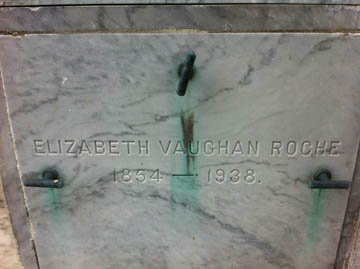 ELIZABETH VAUGHAN ROCHE
1854 – 1938.